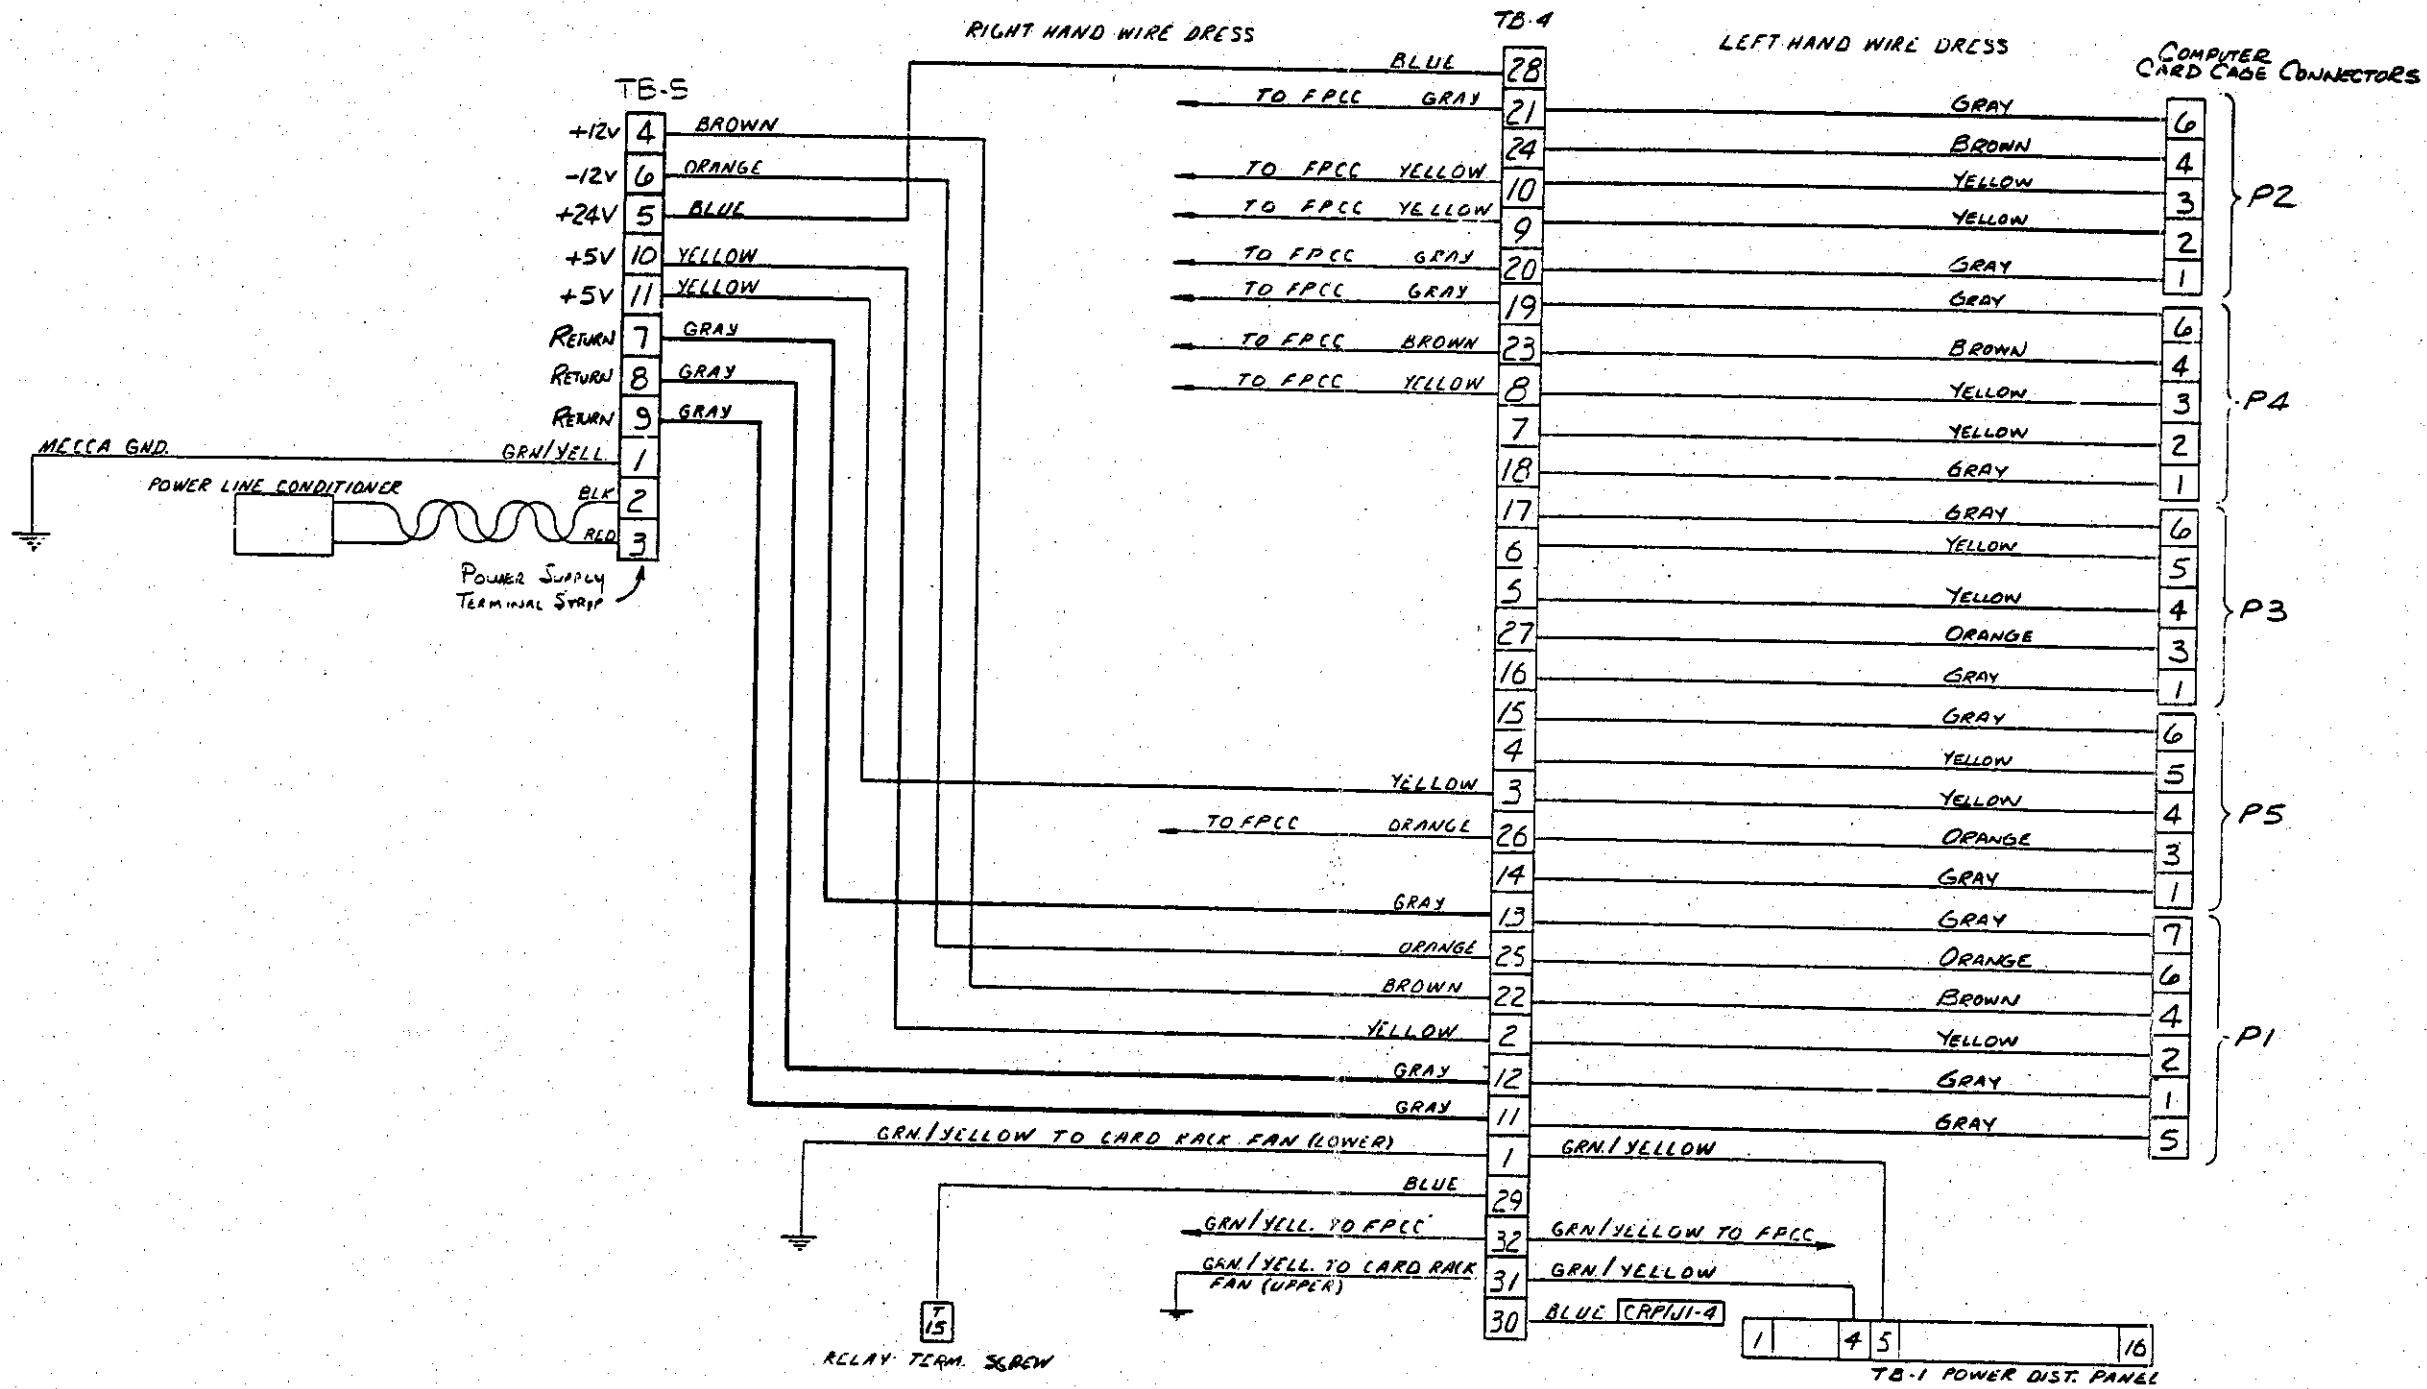 RIGHT HAND WIRE DRESS
TB-4
LEFT HAND WIRE DRESS
COMPUTER
CARD CAGE CONNECTORS
TB-5
+12V 4 BROWN
-12V 6 ORANGE
+24V 5 BLUE
+5V 10 YELLOW
+5V 11 YELLOW
RETURN 7 GRAY
RETURN 8 GRAY
RETURN 9 GRAY
MECCA GND. GRN/YELL. 1
POWER LINE CONDITIONER BLK 2
RED 3
POWER SUPPLY
TERMINAL STRIP
BLUE 28
TO FPCC GRAY 21 GRAY 6
24 BROWN 4
TO FPCC YELLOW 10 YELLOW 3
P2
TO FPCC YELLOW 9 YELLOW 2
TO FPCC GRAY 20 GRAY 1
TO FPCC GRAY 19 GRAY 6
TO FPCC BROWN 23 BROWN 4
TO FPCC YELLOW 8 YELLOW 3
P4
7 YELLOW 2
18 GRAY 1
17 GRAY 6
6 YELLOW 5
5 YELLOW 4
P3
27 ORANGE 3
16 GRAY 1
15 GRAY 6
4 YELLOW 5
YELLOW 3 YELLOW 4
P5
TO FPCC ORANGE 26 ORANGE 3
14 GRAY 1
GRAY 13 GRAY 7
ORANGE 25 ORANGE 6
BROWN 22 BROWN 4
YELLOW 2 YELLOW 2
P1
GRAY 12 GRAY 1
GRAY 11 GRAY 5
GRN/YELLOW TO CARD RACK FAN (LOWER) 1 GRN/YELLOW
BLUE 29
GRN/YELL. TO FPCC 32 GRN/YELLOW TO FPCC
GRN/YELL. TO CARD RACK 31 GRN/YELLOW
FAN (UPPER)
30 BLUE CRP1J1-4
T
15
RELAY TERM. SCREW
1 4 5 16
TB-1 POWER DIST. PANEL